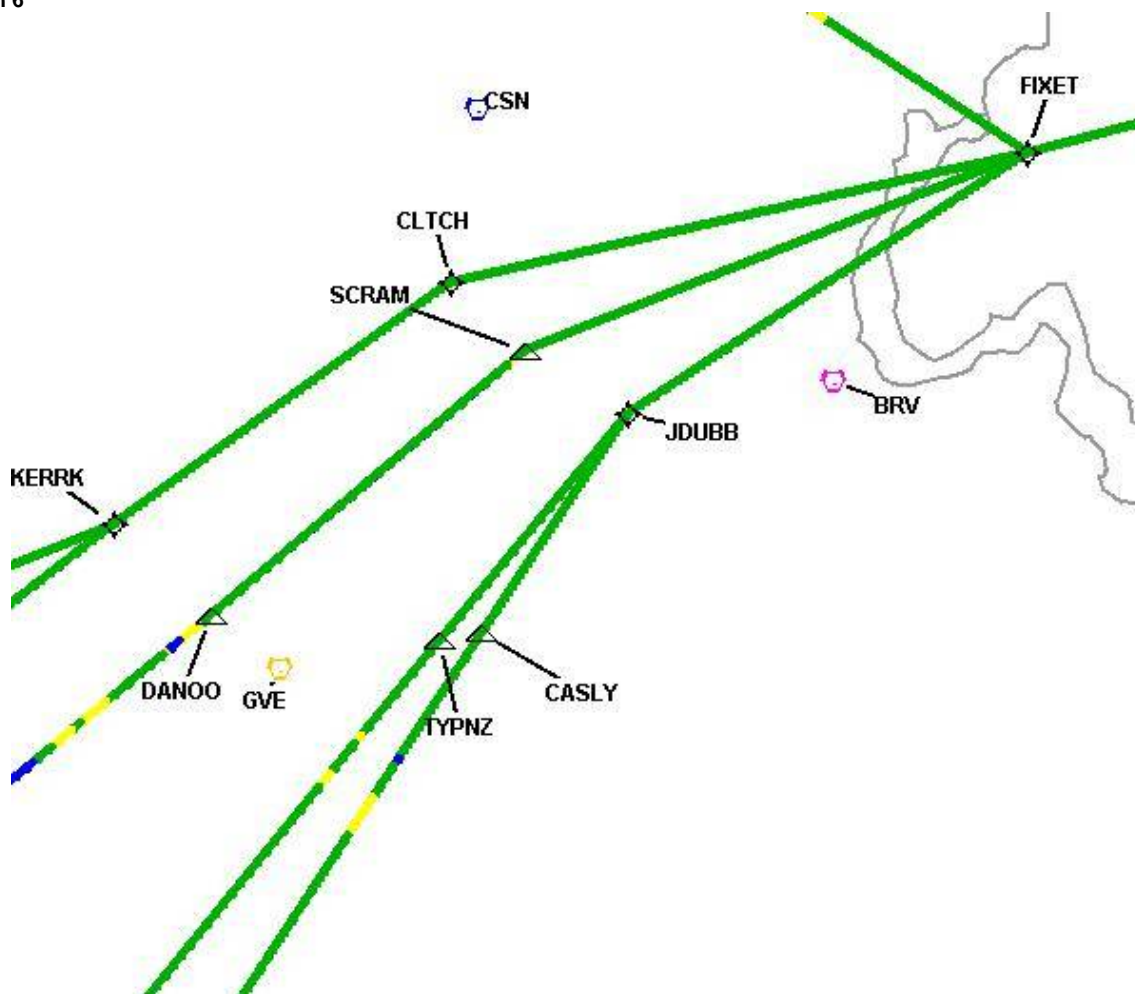 CSN
FIXET
CLTCH
SCRAM
BRV
JDUBB
KERRK
DANOO
GVE
CASLY
TYPNZ